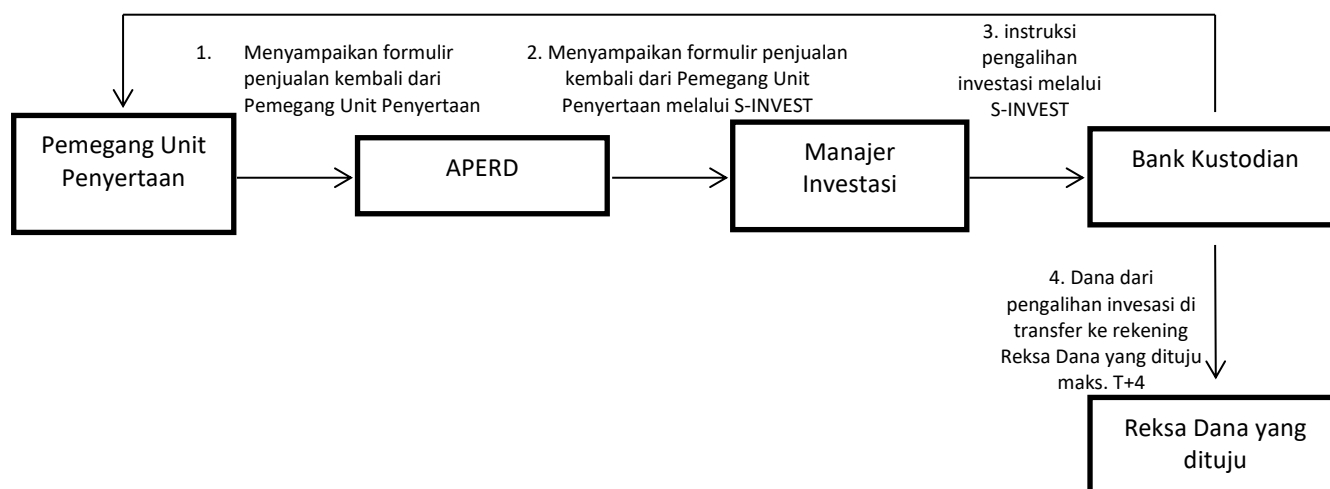 1. Menyampaikan formulir
penjualan kembali dari
Pemegang Unit Penyertaan
2. Menyampaikan formulir penjualan
kembali dari Pemegang Unit
Penyertaan melalui S-INVEST
3. instruksi
pengalihan
investasi melalui
S-INVEST
Pemegang Unit
Penyertaan
APERD
Manajer
Investasi
Bank Kustodian
4. Dana dari
pengalihan invesasi di
transfer ke rekening
Reksa Dana yang dituju
maks. T+4
Reksa Dana yang
dituju